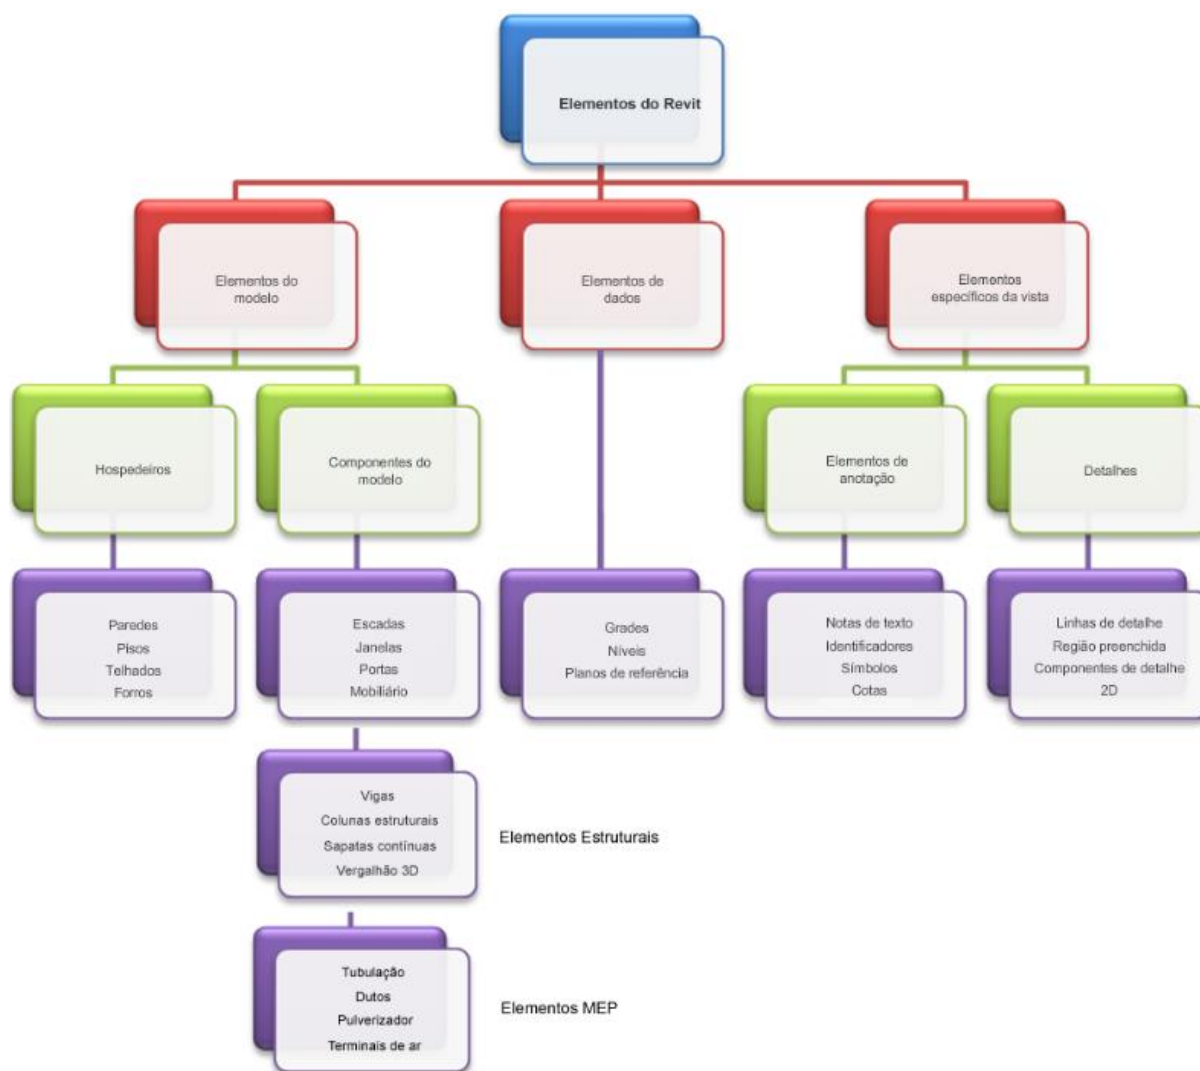 Elementos do Revit
Elementos do
modelo
Elementos de
dados
Elementos
específicos da vista
Hospedeiros
Componentes do
modelo
Elementos de
anotação
Detalhes
Paredes
Pisos
Telhados
Forros
Escadas
Janelas
Portas
Mobiliário
Grades
Níveis
Planos de referência
Notas de texto
Identificadores
Símbolos
Cotas
Linhas de detalhe
Região preenchida
Componentes de detalhe
2D
Vigas
Colunas estruturais
Sapatas contínuas
Vergalhão 3D
Elementos Estruturais
Tubulação
Dutos
Pulverizador
Terminais de ar
Elementos MEP